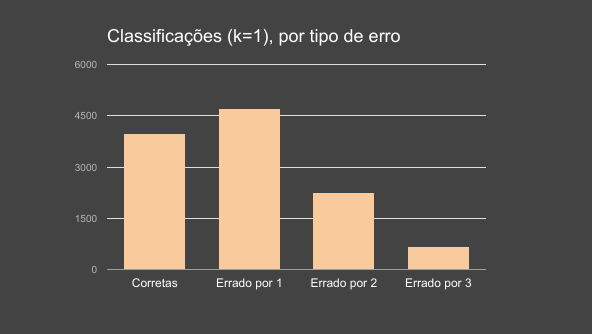 Classificações (k=1), por tipo de erro
6000
4500
3000
1500
0
Corretas Errado por 1 Errado por 2 Errado por 3